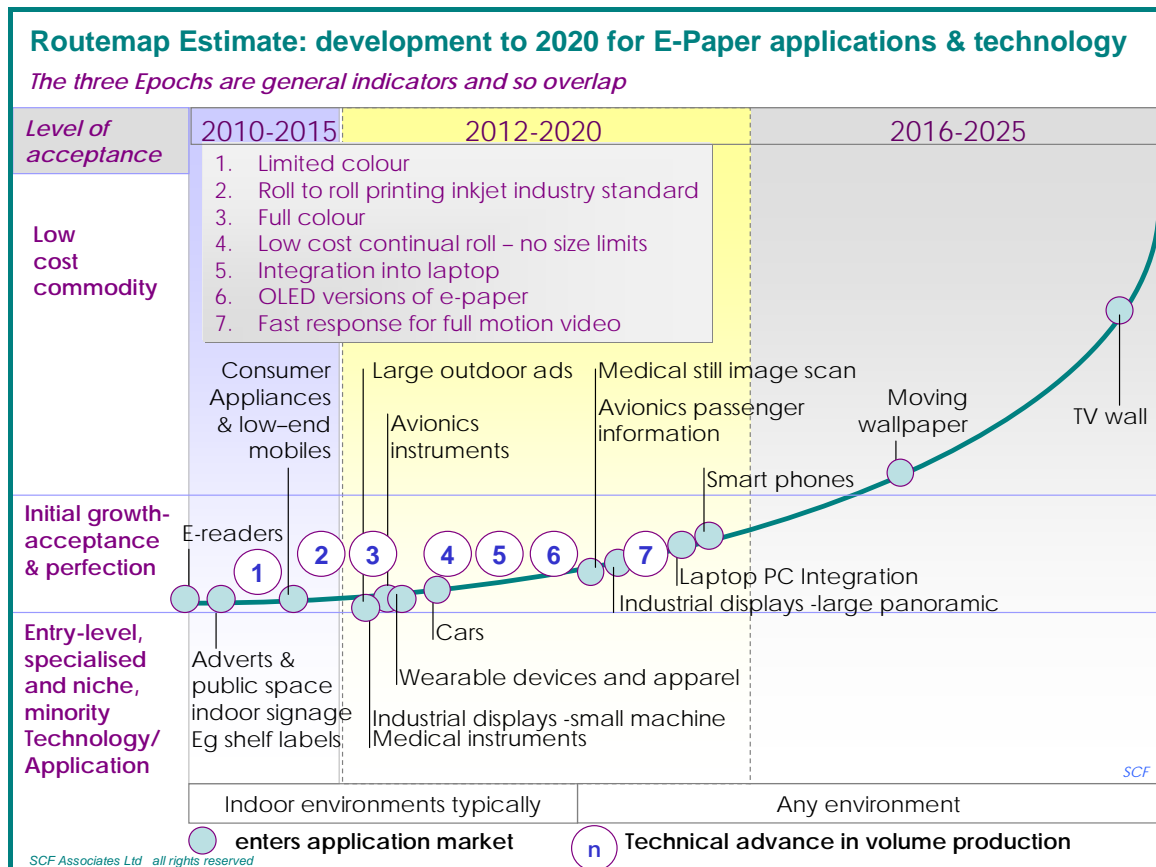 Routemap Estimate: development to 2020 for E-Paper applications & technology
The three Epochs are general indicators and so overlap
Level of
acceptance
2010-2015
2012-2020
2016-2025
1. Limited colour
2. Roll to roll printing inkjet industry standard
3. Full colour
4. Low cost continual roll – no size limits
5. Integration into laptop
6. OLED versions of e-paper
7. Fast response for full motion video
Low
cost
commodity
Consumer
Appliances
& low–end
mobiles
Large outdoor ads
Avionics
instruments
Medical still image scan
Avionics passenger
information
Smart phones
Moving
wallpaper
TV wall
Initial growth-
acceptance
& perfection
E-readers
1
2
3
4
5
6
7
Laptop PC Integration
Industrial displays -large panoramic
Cars
Entry-level,
specialised
and niche,
minority
Technology/
Application
Adverts &
public space
indoor signage
Eg shelf labels
Wearable devices and apparel
Industrial displays -small machine
Medical instruments
SCF
Indoor environments typically
Any environment
enters application market
n
Technical advance in volume production
SCF Associates Ltd all rights reserved